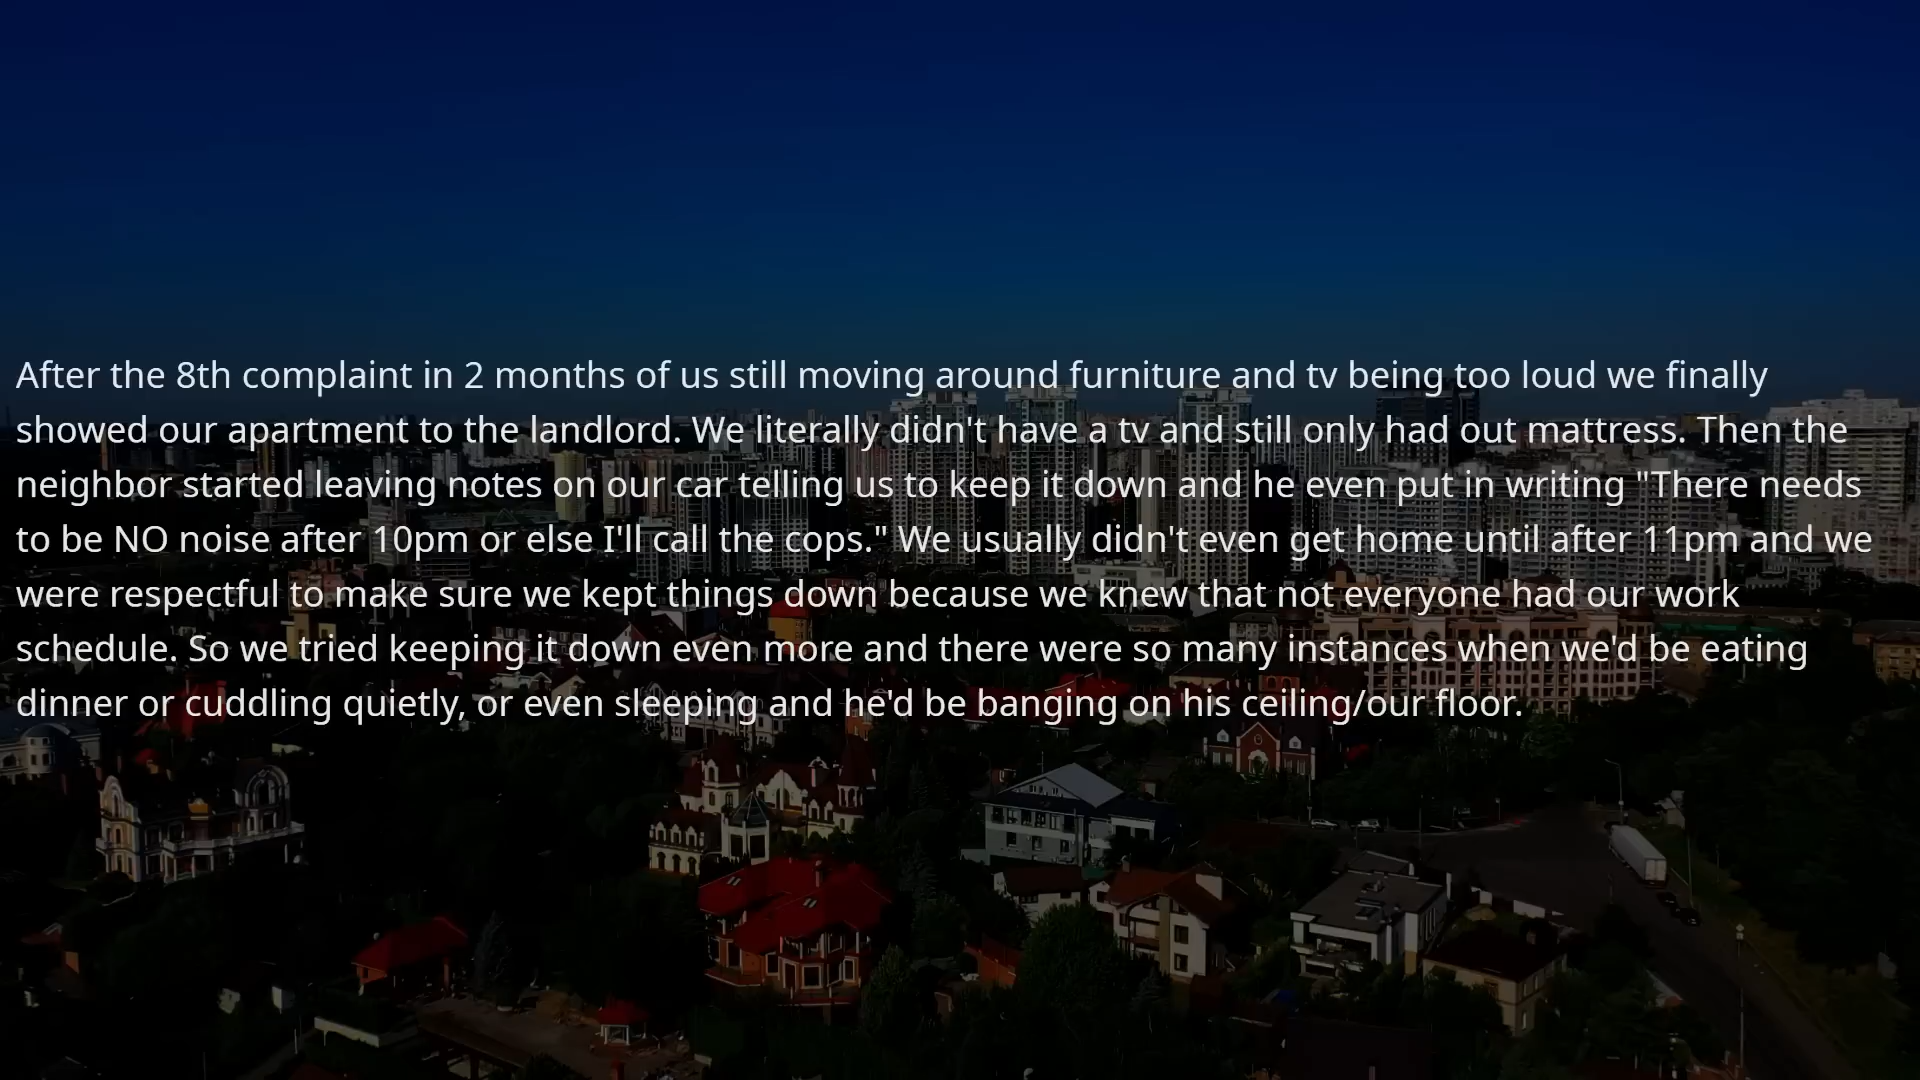 After the 8th complaint in 2 months of us still moving around furniture and tv being too loud we finally
showed our apartment to the landlord. We literally didn't have a tv and still only had out mattress. Then the
neighbor started leaving notes on our car telling us to keep it down and he even put in writing "There needs
to be NO noise after 10pm or else I'll call the cops." We usually didn't even get home until after 11pm and we
were respectful to make sure we kept things down because we knew that not everyone had our work
schedule. So we tried keeping it down even more and there were so many instances when we'd be eating
dinner or cuddling quietly, or even sleeping and he'd be banging on his ceiling/our floor.